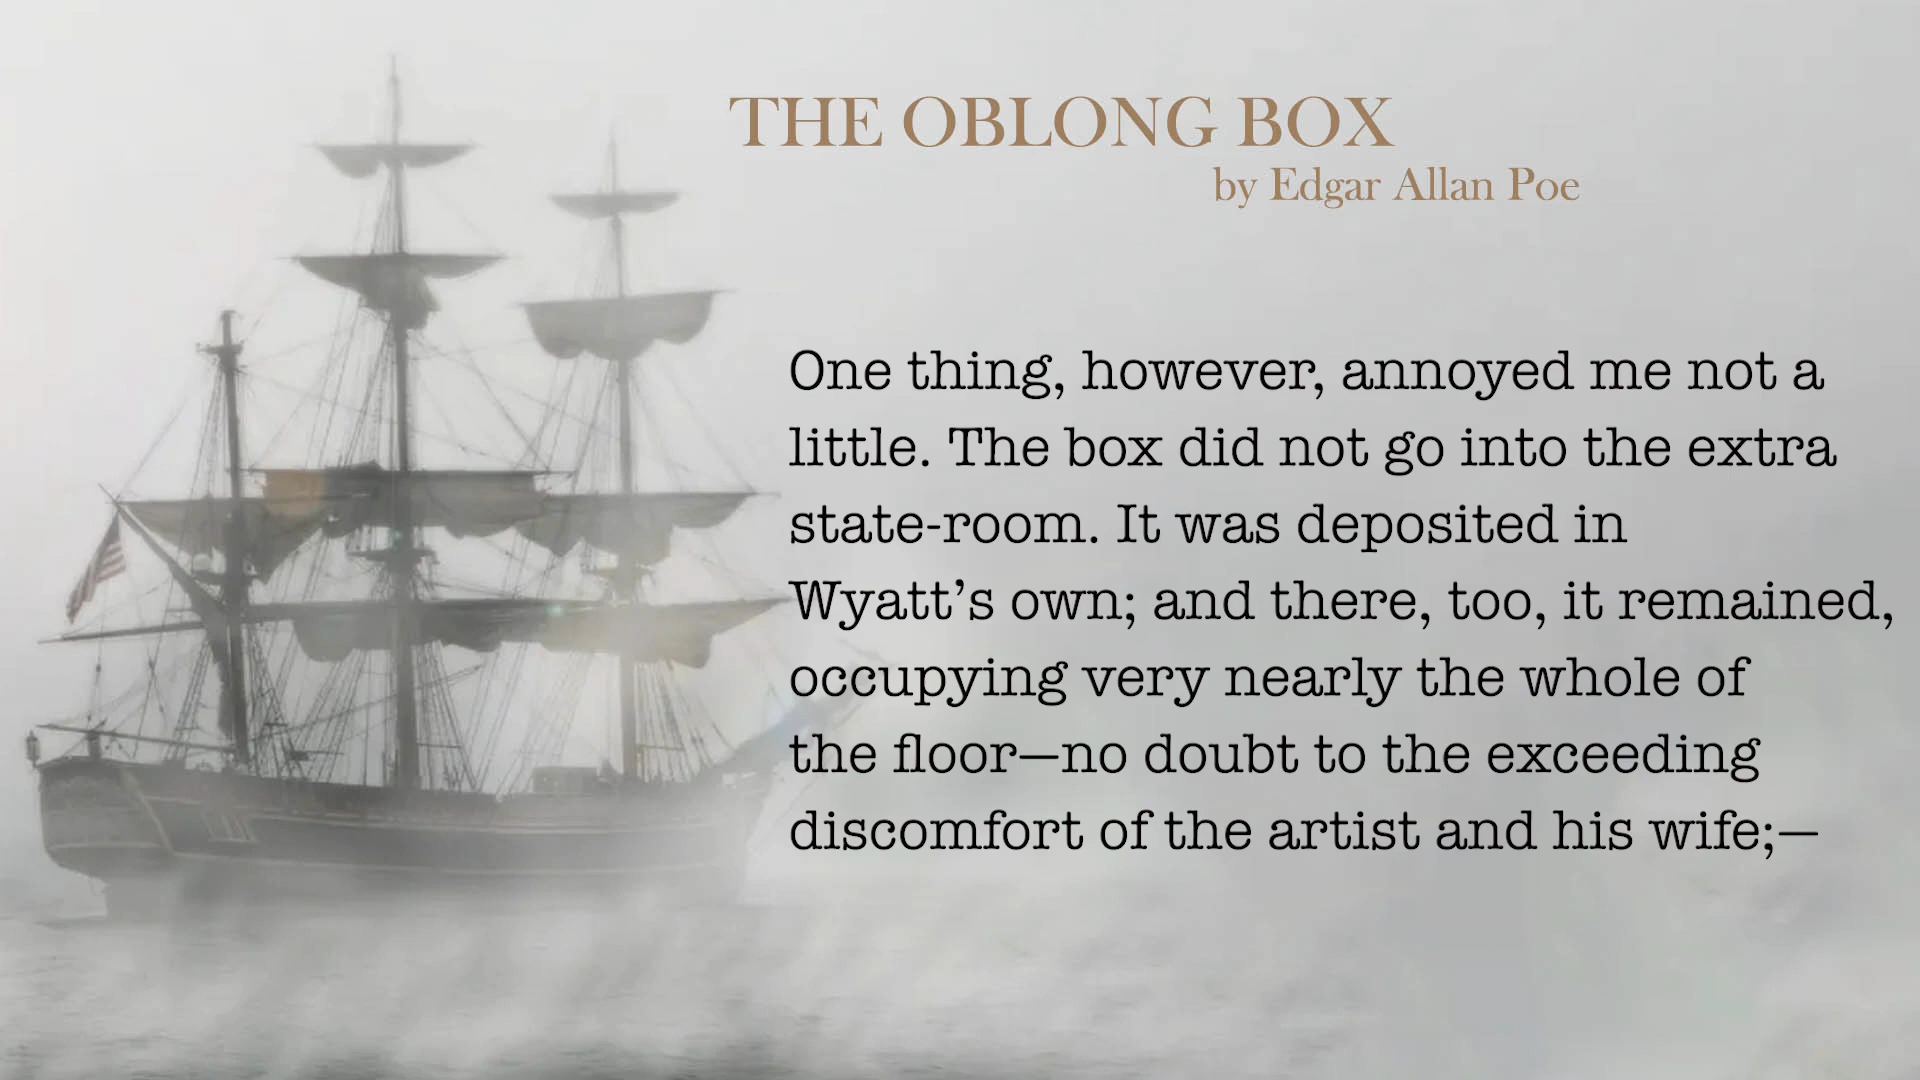 THE OBLONG BOX
by Edgar Allan Poe
One thing, however, annoyed me not a
little. The box did not go into the extra
state-room. It was deposited in
Wyatt’s own; and there, too, it remained,
occupying very nearly the whole of
the floor—no doubt to the exceeding
discomfort of the artist and his wife;—